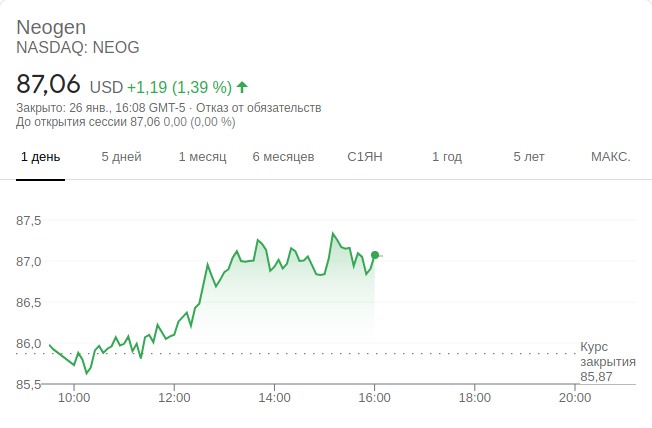 Neogen
NASDAQ: NEOG
87,06 USD +1,19 (1,39 %)
Закрыто: 26 янв., 16:08 GMT-5 · Отказ от обязательств
До открытия сессии 87,06 0,00 (0,00 %)
1 день 5 дней 1 месяц 6 месяцев С1ЯН 1 год 5 лет МАКС.
87,5
87,0
86,5
86,0
Курс
закрытия
85,87
85,5
10:00 12:00 14:00 16:00 18:00 20:00